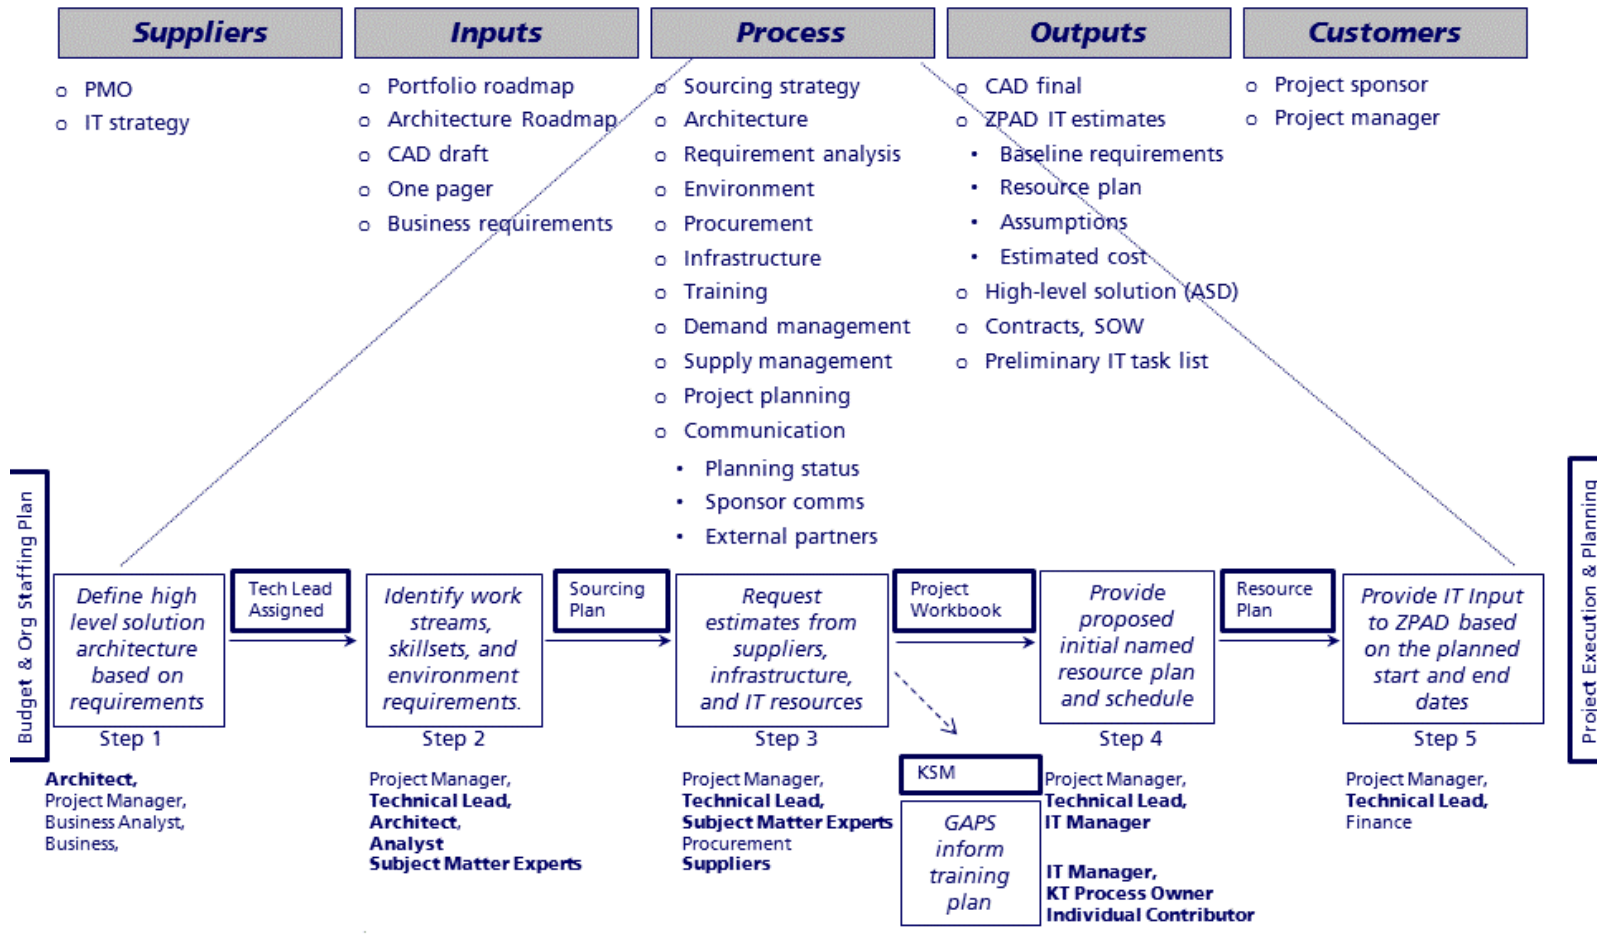 Suppliers
Inputs
Process
Outputs
Customers
PMO
IT strategy
Portfolio roadmap
Architecture Roadmap
CAD draft
One pager
Business requirements
Sourcing strategy
Architecture
Requirement analysis
Environment
Procurement
Infrastructure
Training
Demand management
Supply management
Project planning
Communication
Planning status
Sponsor comms
External partners
CAD final
ZPAD IT estimates
Baseline requirements
Resource plan
Assumptions
Estimated cost
High-level solution (ASD)
Contracts, SOW
Preliminary IT task list
Project sponsor
Project manager
Budget & Org Staffing Plan
Define high
level solution
architecture
based on
requirements
Step 1
Architect,
Project Manager,
Business Analyst,
Business,
Tech Lead
Assigned
Identify work
streams,
skillsets, and
environment
requirements.
Step 2
Project Manager,
Technical Lead,
Architect,
Analyst
Subject Matter Experts
Sourcing
Plan
Request
estimates from
suppliers,
infrastructure,
and IT resources
Step 3
Project Manager,
Technical Lead,
Subject Matter Experts
Procurement
Suppliers
Project
Workbook
KSM
GAPS
inform
training
plan
Provide
proposed
initial named
resource plan
and schedule
Step 4
Project Manager,
Technical Lead,
IT Manager
IT Manager,
KT Process Owner
Individual Contributor
Resource
Plan
Provide IT Input
to ZPAD based
on the planned
start and end
dates
Step 5
Project Manager,
Technical Lead,
Finance
Project Execution & Planning